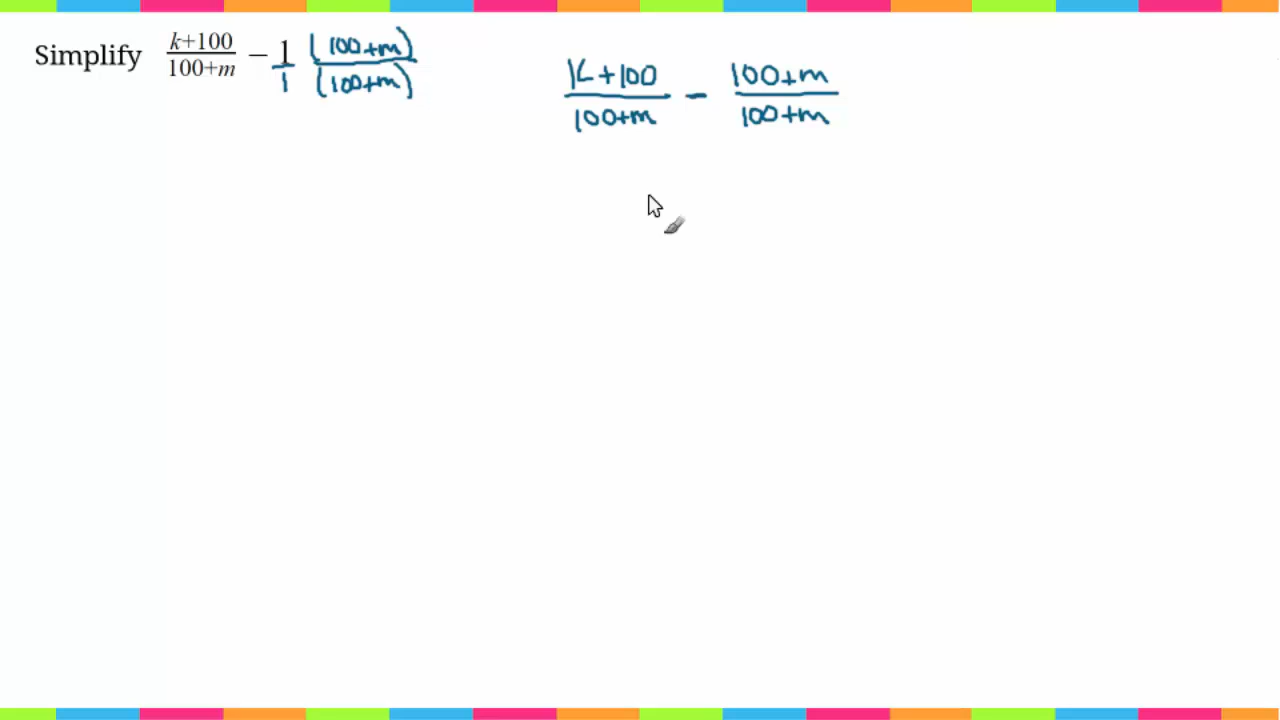 Simplify k+100 / 100+m − 1/1 (100+m) / (100+m)
k+100 / 100+m - 100+m / 100+m